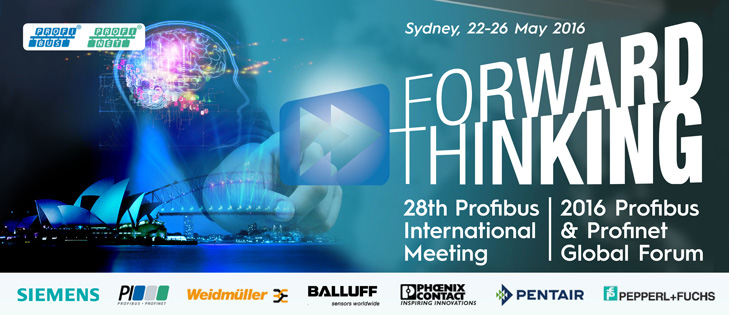 PROFI
BUS
PROFI
NET
Sydney, 22-26 May 2016
FORWARD
THINKING
28th Profibus
International
Meeting
2016 Profibus
& Profinet
Global Forum
SIEMENS
PI
PROFIBUS • PROFINET
Weidmüller
BALLUFF
sensors worldwide
PHŒNIX
CONTACT
INSPIRING INNOVATIONS
PENTAIR
PEPPERL+FUCHS